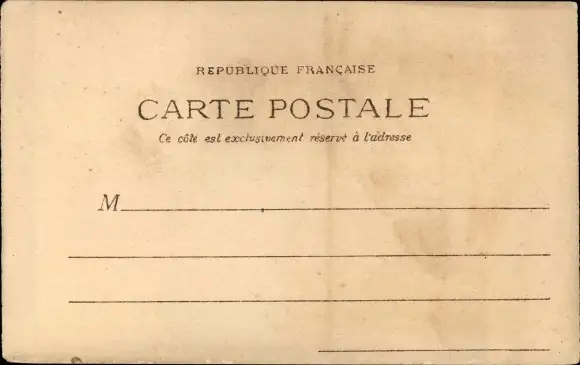 REPUBLIQUE FRANÇAISE
CARTE POSTALE
Ce côté est exclusivement réservé à l'adresse
M